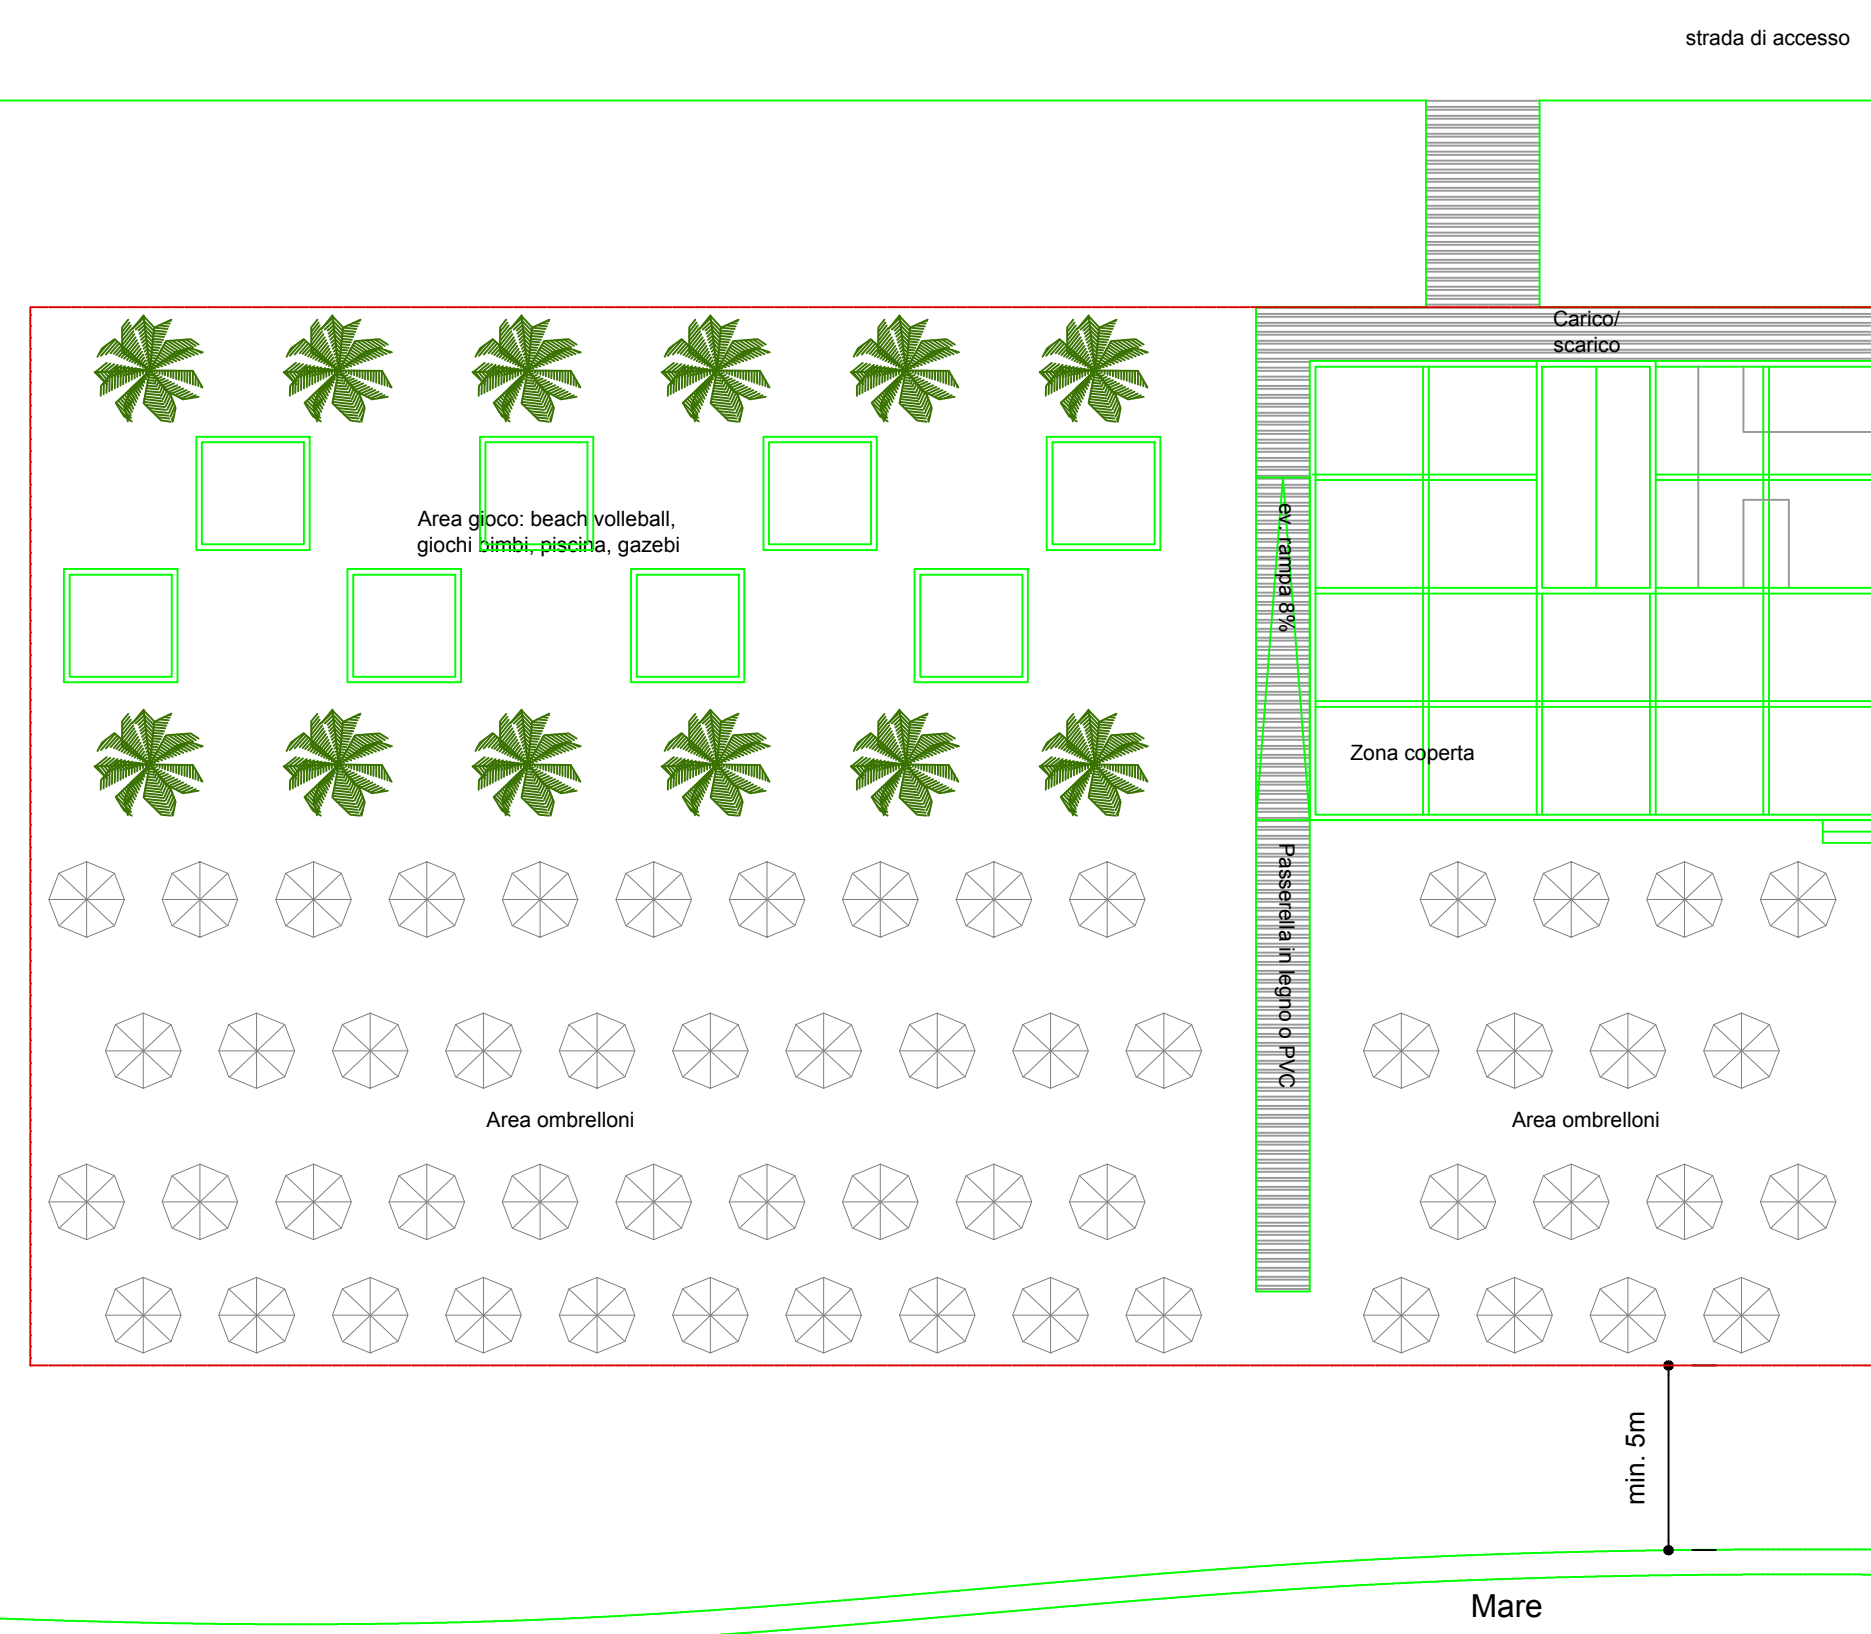 strada di accesso
Carico/
scarico
Area gioco: beach volleball,
giochi bimbi, piscina, gazebi
ev. rampa 8%
Zona coperta
Passerella in legno o PVC
Area ombrelloni
Area ombrelloni
min. 5m
Mare